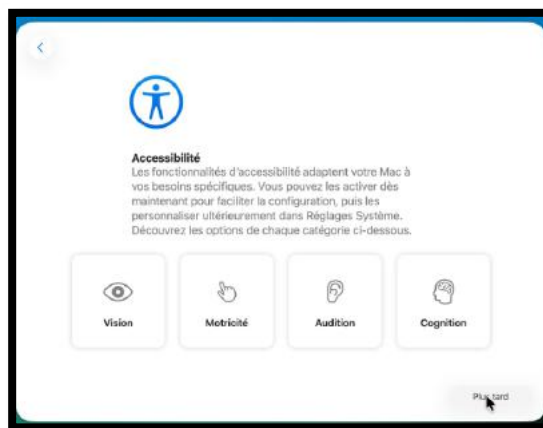 Accessibilité
Les fonctionnalités d'accessibilité adaptent votre Mac à
vos besoins spécifiques. Vous pouvez les activer dès
maintenant pour faciliter la configuration, puis les
personnaliser ultérieurement dans Réglages Système.
Découvrez les options de chaque catégorie ci-dessous.
Vision Motricité Audition Cognition
Plus tard